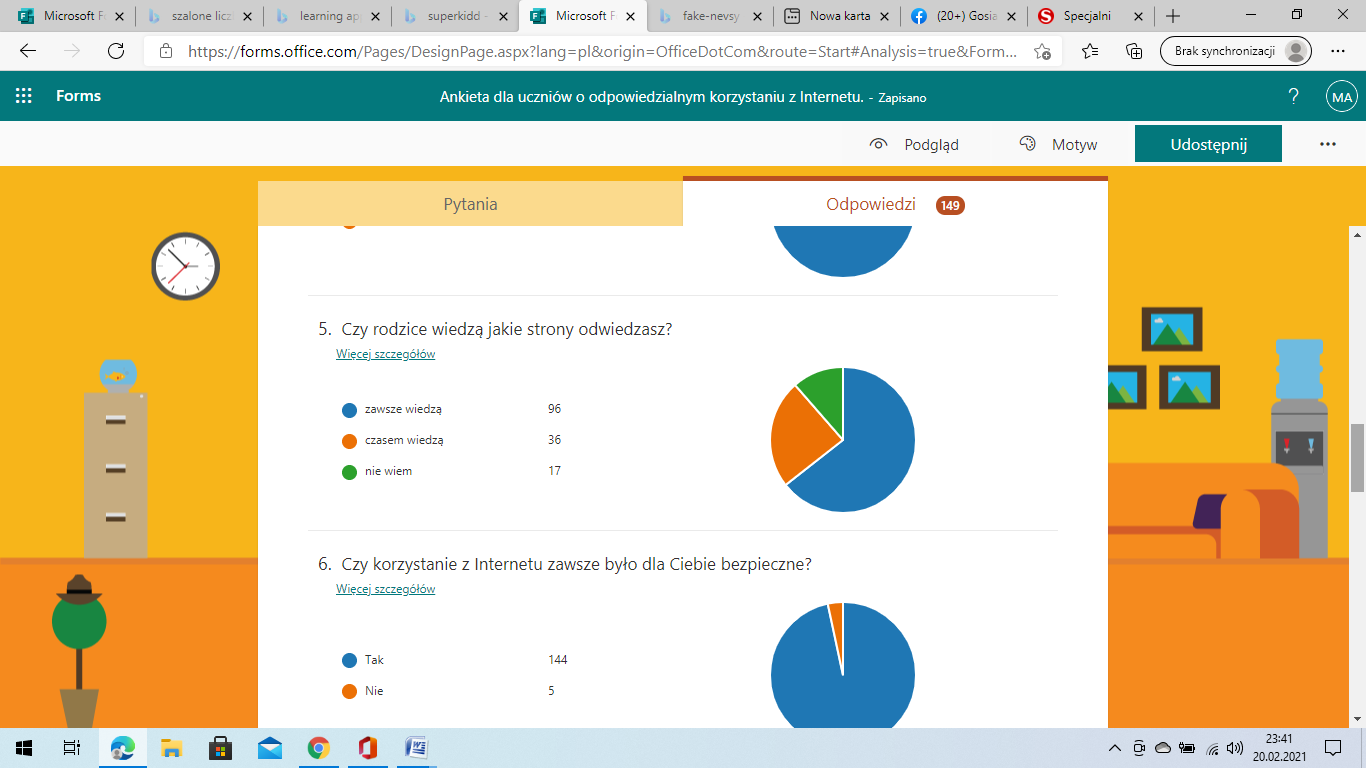 Microsoft Fo
szalone licz
learning app
superkidd -
Microsoft Fo
fake-nevsy
Nowa karta
(20+) Gosia
Specjalni
https://forms.office.com/Pages/DesignPage.aspx?lang=pl&origin=OfficeDotCom&route=Start#Analysis=true&Form...
Brak synchronizacji
Forms
Ankieta dla uczniów o odpowiedzialnym korzystaniu z Internetu. - Zapisano
?
MA
Podgląd
Motyw
Udostępnij
Pytania
Odpowiedzi 149
5. Czy rodzice wiedzą jakie strony odwiedzasz?
Więcej szczegółów
zawsze wiedzą 96
czasem wiedzą 36
nie wiem 17
6. Czy korzystanie z Internetu zawsze było dla Ciebie bezpieczne?
Więcej szczegółów
Tak 144
Nie 5
23:41
20.02.2021